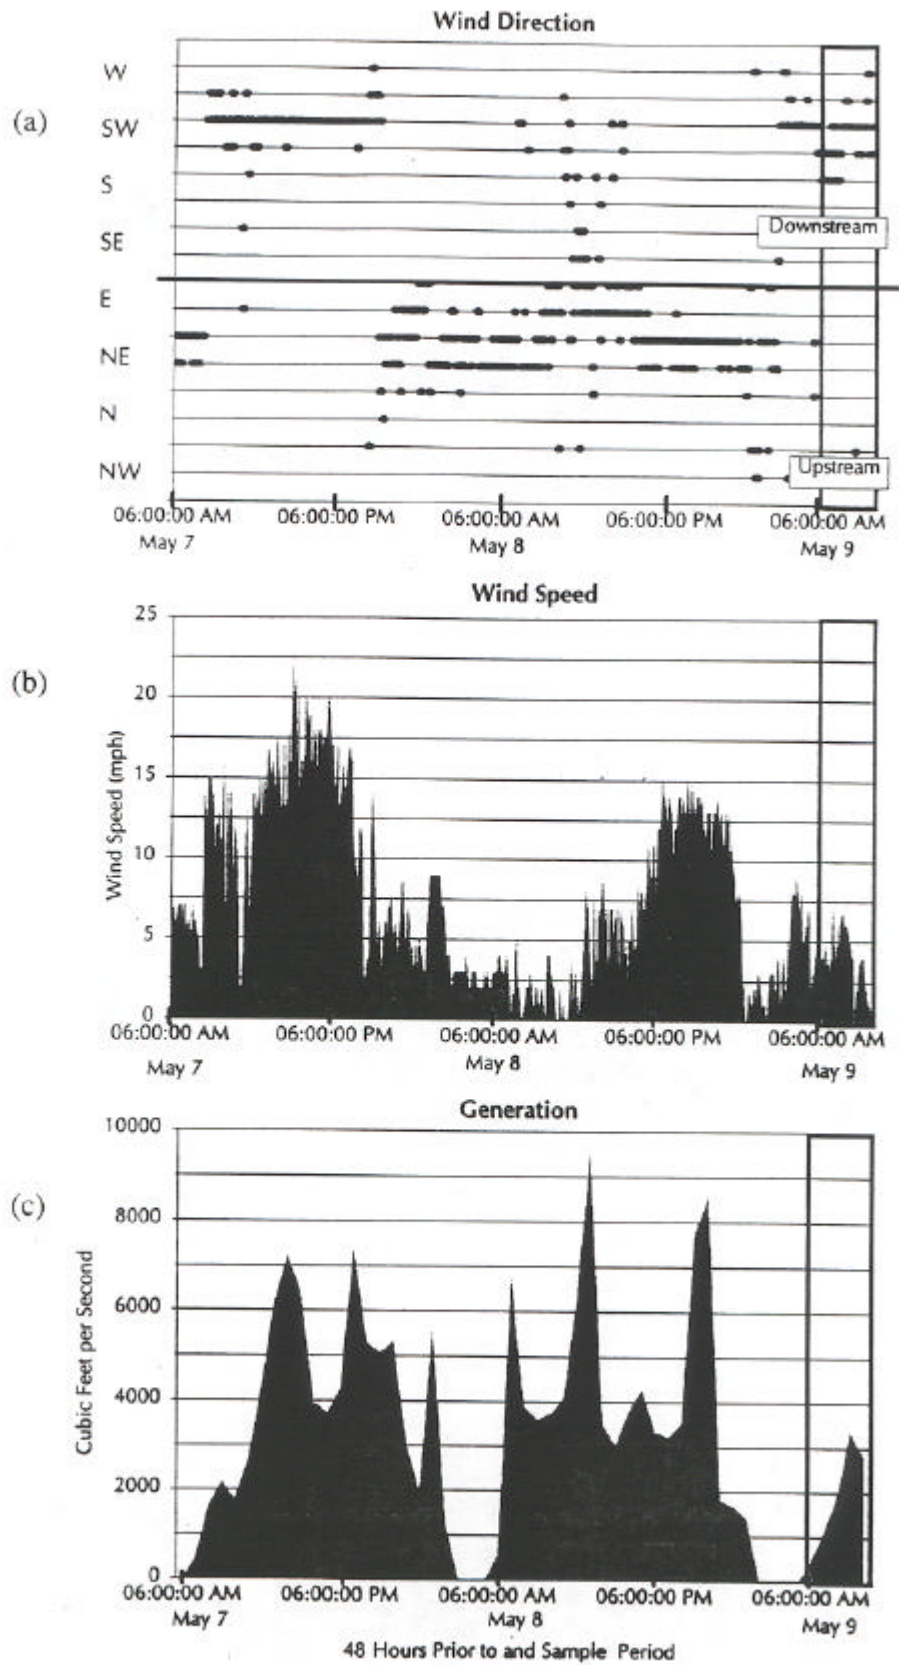 Wind Direction
(a)
W
SW
S
SE
Downstream
E
NE
N
NW
Upstream
06:00:00 AM 06:00:00 PM 06:00:00 AM 06:00:00 PM 06:00:00 AM
May 7 May 8 May 9
Wind Speed
(b)
Wind Speed (mph)
25
20
15
10
5
0
06:00:00 AM 06:00:00 PM 06:00:00 AM 06:00:00 PM 06:00:00 AM
May 7 May 8 May 9
Generation
(c)
Cubic Feet per Second
10000
8000
6000
4000
2000
0
06:00:00 AM 06:00:00 PM 06:00:00 AM 06:00:00 PM 06:00:00 AM
May 7 May 8 May 9
48 Hours Prior to and Sample Period